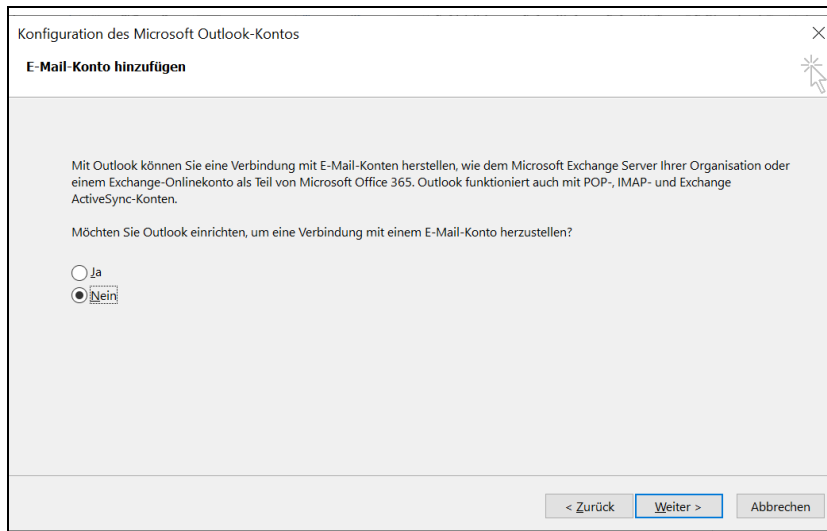 Konfiguration des Microsoft Outlook-Kontos
E-Mail-Konto hinzufügen
Mit Outlook können Sie eine Verbindung mit E-Mail-Konten herstellen, wie dem Microsoft Exchange Server Ihrer Organisation oder
einem Exchange-Onlinekonto als Teil von Microsoft Office 365. Outlook funktioniert auch mit POP-, IMAP- und Exchange
ActiveSync-Konten.
Möchten Sie Outlook einrichten, um eine Verbindung mit einem E-Mail-Konto herzustellen?
Ja
Nein
< Zurück Weiter > Abbrechen